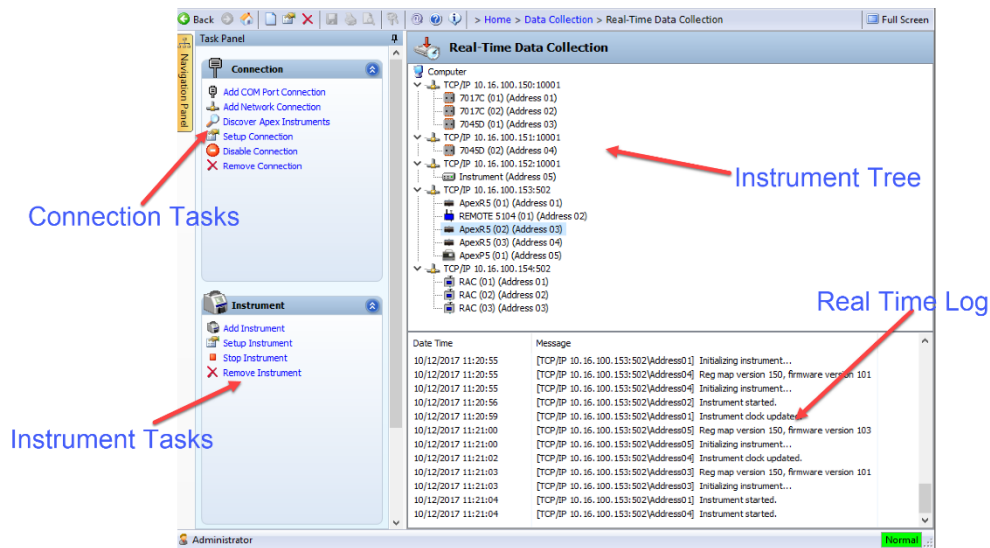 Back > Home > Data Collection > Real-Time Data Collection Full Screen
Navigation Panel
Task Panel
Connection
Add COM Port Connection
Add Network Connection
Discover Apex Instruments
Setup Connection
Disable Connection
Remove Connection
Connection Tasks
Instrument
Add Instrument
Setup Instrument
Stop Instrument
Remove Instrument
Instrument Tasks
Real-Time Data Collection
Computer
TCP/IP 10.16.100.150:10001
7017C (01) (Address 01)
7017C (02) (Address 02)
7045D (01) (Address 03)
TCP/IP 10.16.100.151:10001
7045D (02) (Address 04)
TCP/IP 10.16.100.152:10001
Instrument (Address 05)
TCP/IP 10.16.100.153:502
ApexR5 (01) (Address 01)
REMOTE 5104 (01) (Address 02)
ApexR5 (02) (Address 03)
ApexR5 (03) (Address 04)
ApexP5 (01) (Address 05)
TCP/IP 10.16.100.154:502
RAC (01) (Address 01)
RAC (02) (Address 02)
RAC (03) (Address 03)
Instrument Tree
Real Time Log
Date Time Message
10/12/2017 11:20:55 [TCP/IP 10.16.100.153:502\Address01] Initializing instrument...
10/12/2017 11:20:55 [TCP/IP 10.16.100.153:502\Address04] Reg map version 150, firmware version 101
10/12/2017 11:20:55 [TCP/IP 10.16.100.153:502\Address04] Initializing instrument...
10/12/2017 11:20:56 [TCP/IP 10.16.100.153:502\Address02] Instrument started.
10/12/2017 11:20:59 [TCP/IP 10.16.100.153:502\Address01] Instrument clock updated.
10/12/2017 11:21:00 [TCP/IP 10.16.100.153:502\Address05] Reg map version 150, firmware version 103
10/12/2017 11:21:00 [TCP/IP 10.16.100.153:502\Address05] Initializing instrument...
10/12/2017 11:21:02 [TCP/IP 10.16.100.153:502\Address04] Instrument clock updated.
10/12/2017 11:21:03 [TCP/IP 10.16.100.153:502\Address03] Reg map version 150, firmware version 101
10/12/2017 11:21:03 [TCP/IP 10.16.100.153:502\Address03] Initializing instrument...
10/12/2017 11:21:04 [TCP/IP 10.16.100.153:502\Address01] Instrument started.
10/12/2017 11:21:04 [TCP/IP 10.16.100.153:502\Address04] Instrument started.
Administrator Normal